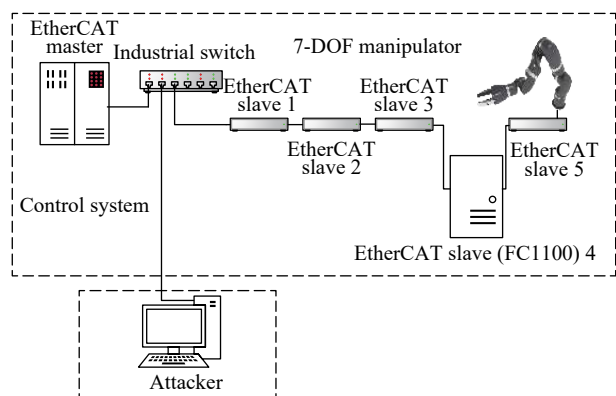 EtherCAT
master
Industrial switch
7-DOF manipulator
EtherCAT
slave 1
EtherCAT
slave 3
EtherCAT
slave 2
EtherCAT
slave 5
Control system
EtherCAT slave (FC1100) 4
Attacker